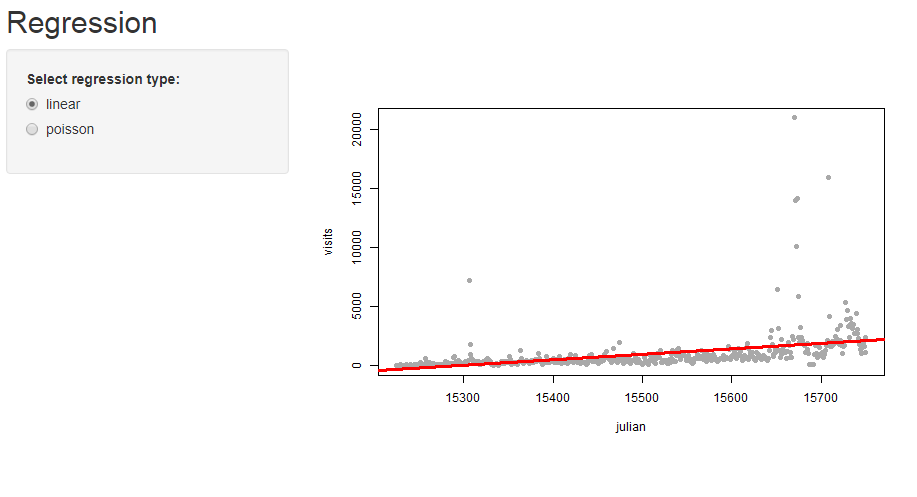 Regression
Select regression type:
linear
poisson
20000
15000
10000
5000
0
visits
15300 15400 15500 15600 15700
julian